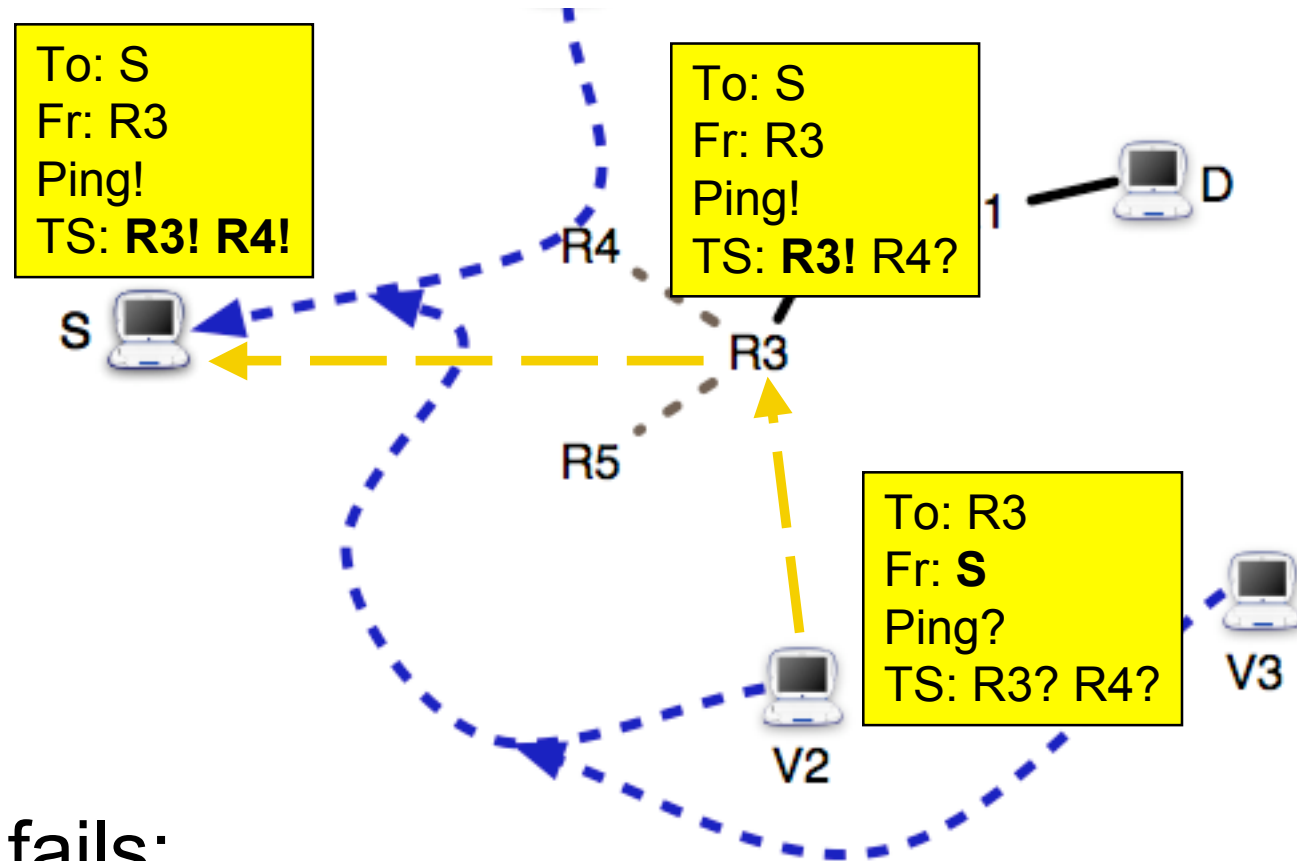 To: S
Fr: R3
Ping!
TS: R3! R4!
To: S
Fr: R3
Ping!
TS: R3! R4?
1
D
R4
S
R3
R5
To: R3
Fr: S
Ping?
TS: R3? R4?
V3
V2
fails: